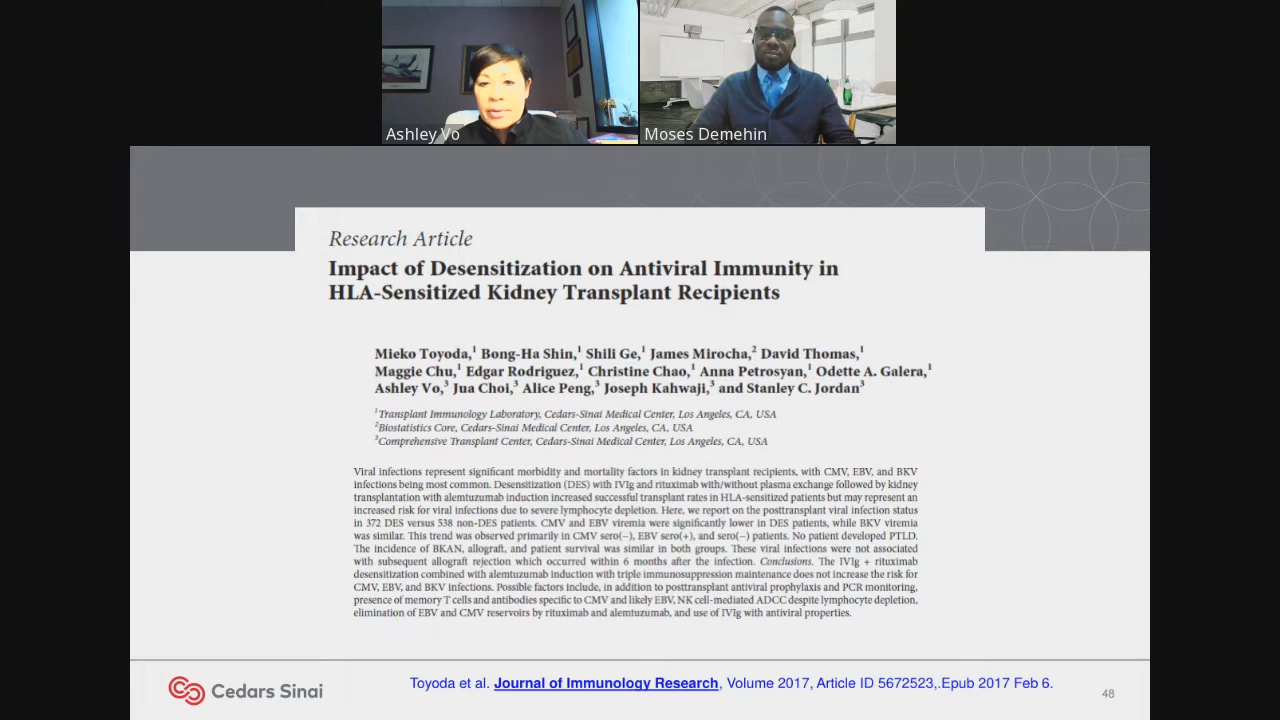 Ashley Vo
Moses Demehin
Research Article
Impact of Desensitization on Antiviral Immunity in
HLA-Sensitized Kidney Transplant Recipients
Mieko Toyoda,1 Bong-Ha Shin,1 Shili Ge,1 James Mirocha,2 David Thomas,1
Maggie Chu,1 Edgar Rodriguez,1 Christine Chao,1 Anna Petrosyan,1 Odette A. Galera,1
Ashley Vo,3 Jua Choi,3 Alice Peng,3 Joseph Kahwaji,3 and Stanley C. Jordan3
1Transplant Immunology Laboratory, Cedars-Sinai Medical Center, Los Angeles, CA, USA
2Biostatistics Core, Cedars-Sinai Medical Center, Los Angeles, CA, USA
3Comprehensive Transplant Center, Cedars-Sinai Medical Center, Los Angeles, CA, USA
Viral infections represent significant morbidity and mortality factors in kidney transplant recipients, with CMV, EBV, and BKV
infections being most common. Desensitization (DES) with IVIg and rituximab with/without plasma exchange followed by kidney
transplantation with alemtuzumab induction increased successful transplant rates in HLA-sensitized patients but may represent an
increased risk for viral infections due to severe lymphocyte depletion. Here, we report on the posttransplant viral infection status
in 372 DES versus 538 non-DES patients. CMV and EBV viremia were significantly lower in DES patients, while BKV viremia
was similar. This trend was observed primarily in CMV sero(−), EBV sero(+), and sero(−) patients. No patient developed PTLD.
The incidence of BKAN, allograft, and patient survival was similar in both groups. These viral infections were not associated
with subsequent allograft rejection which occurred within 6 months after the infection. Conclusions. The IVIg + rituximab
desensitization combined with alemtuzumab induction with triple immunosuppression maintenance does not increase the risk for
CMV, EBV, and BKV infections. Possible factors include, in addition to posttransplant antiviral prophylaxis and PCR monitoring,
presence of memory T cells and antibodies specific to CMV and likely EBV, NK cell-mediated ADCC despite lymphocyte depletion,
elimination of EBV and CMV reservoirs by rituximab and alemtuzumab, and use of IVIg with antiviral properties.
Cedars Sinai
Toyoda et al. Journal of Immunology Research, Volume 2017, Article ID 5672523,.Epub 2017 Feb 6.
48